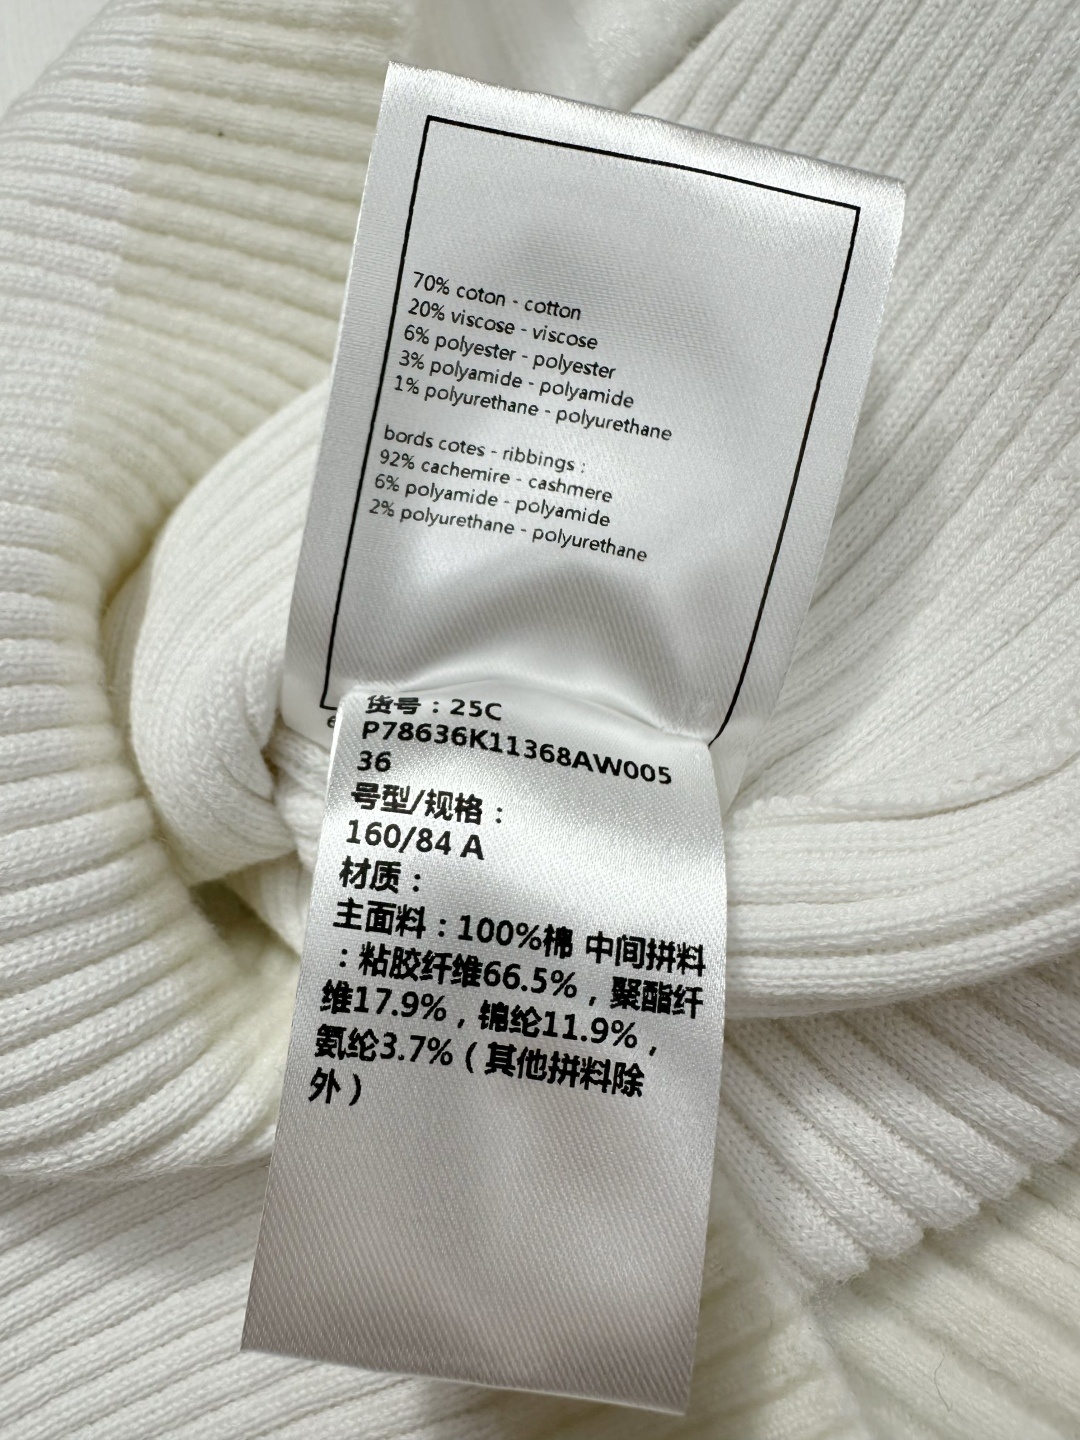 70% coton - cotton
20% viscose - viscose
6% polyester - polyester
3% polyamide - polyamide
1% polyurethane - polyurethane
bords cotes - ribbings :
92% cachemire - cashmere
6% polyamide - polyamide
2% polyurethane - polyurethane
货号：25C
P78636K11368AW005
36
号型/规格：
160/84 A
材质：
主面料：100%棉 中间拼料
：粘胶纤维66.5%，聚酯纤
维17.9%，锦纶11.9%，
氨纶3.7%（其他拼料除
外）